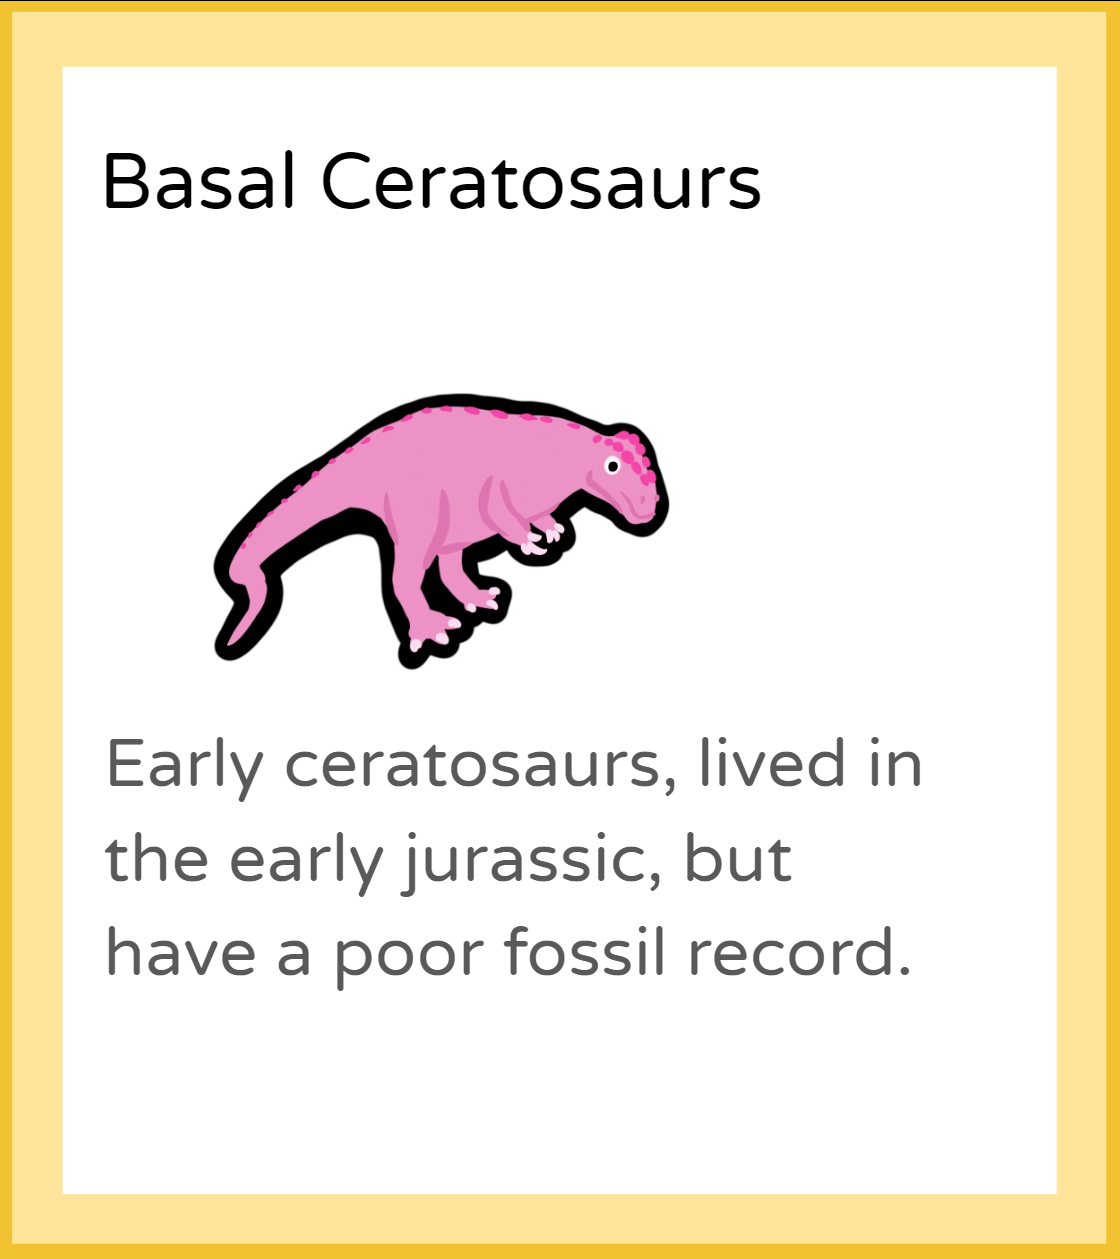 Basal Ceratosaurs
Early ceratosaurs, lived in
the early jurassic, but
have a poor fossil record.